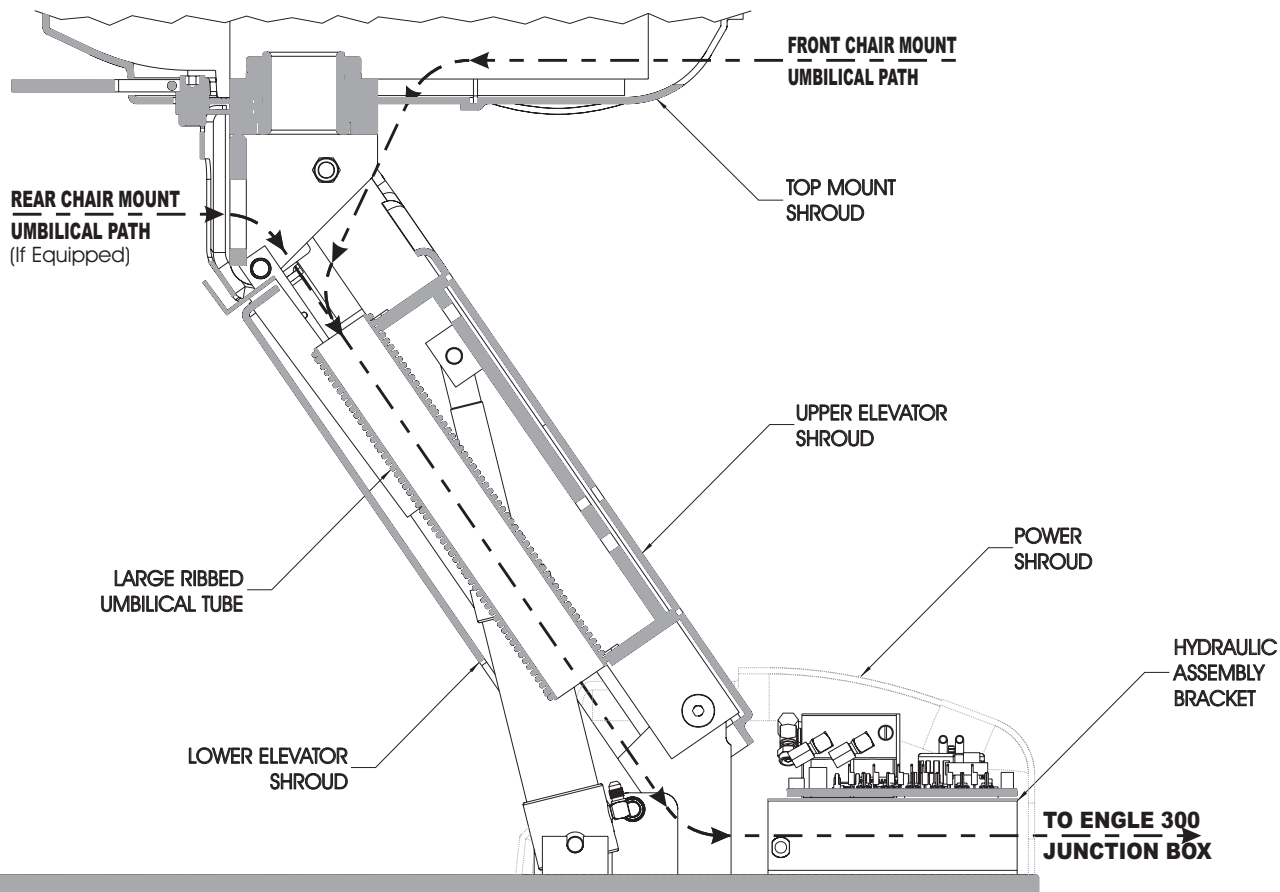 FRONT CHAIR MOUNT
UMBILICAL PATH
TOP MOUNT
SHROUD
REAR CHAIR MOUNT
UMBILICAL PATH
(If Equipped)
UPPER ELEVATOR
SHROUD
POWER
SHROUD
LARGE RIBBED
UMBILICAL TUBE
HYDRAULIC
ASSEMBLY
BRACKET
LOWER ELEVATOR
SHROUD
TO ENGLE 300
JUNCTION BOX